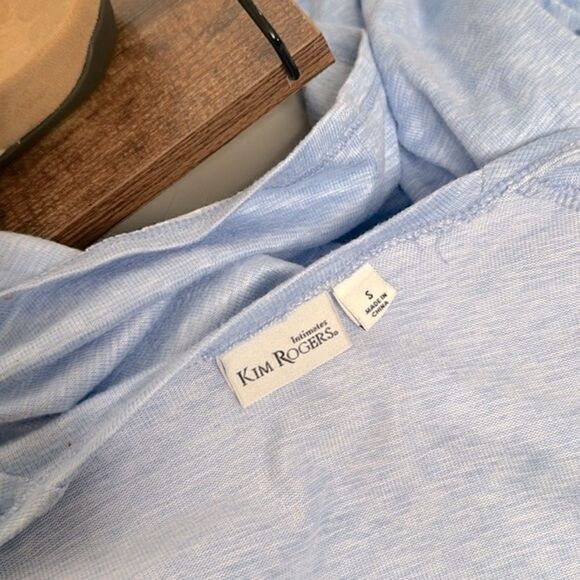 Intimates
KIM ROGERS®
S
MADE IN
CHINA